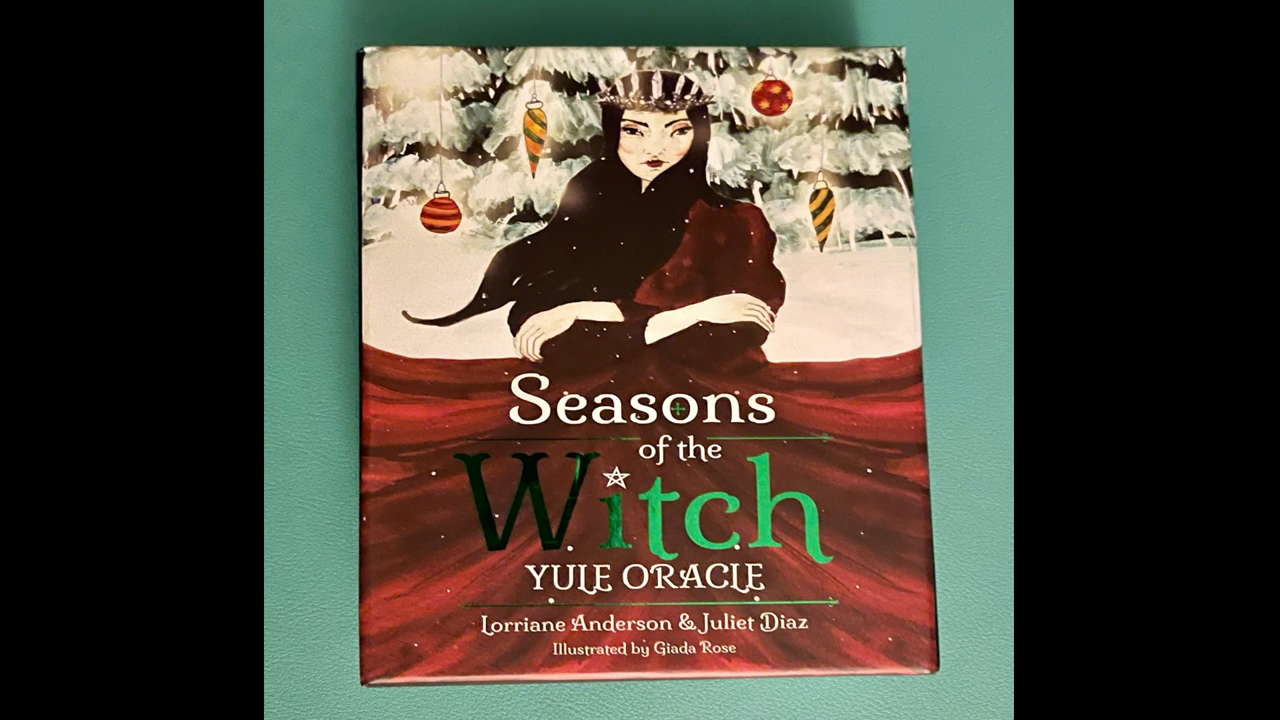 Seasons
of the
Witch
YULE ORACLE
Lorriane Anderson & Juliet Diaz
Illustrated by Giada Rose